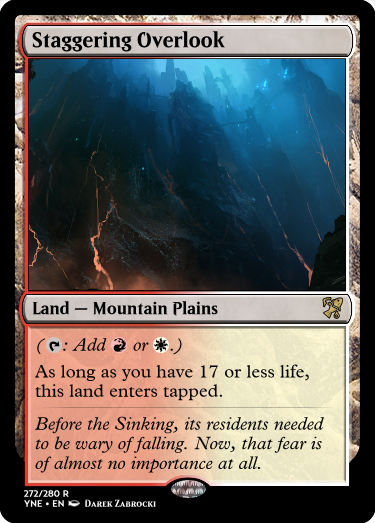 Staggering Overlook
Land — Mountain Plains
( : Add or .)
As long as you have 17 or less life,
this land enters tapped.
Before the Sinking, its residents needed
to be wary of falling. Now, that fear is
of almost no importance at all.
272/280 R
YNE • EN Darek Zabrocki